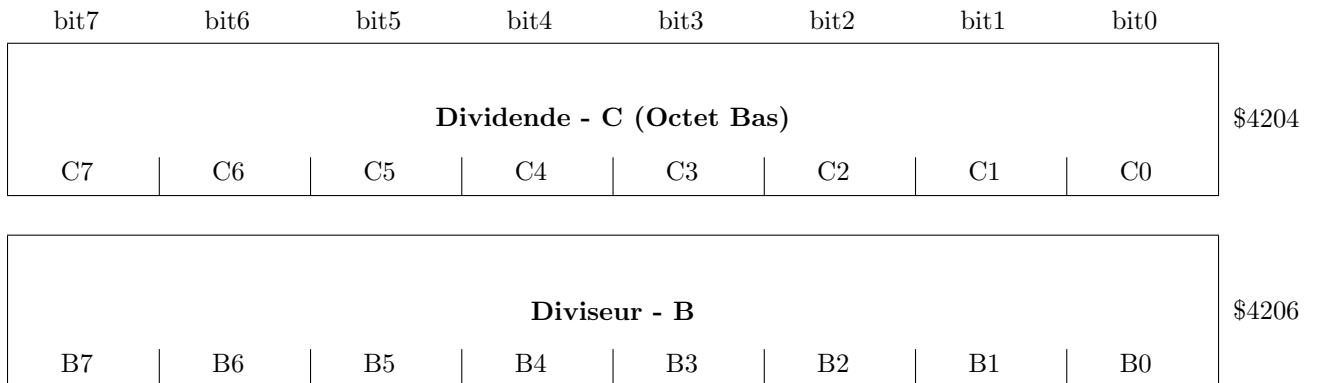 bit7 bit6 bit5 bit4 bit3 bit2 bit1 bit0
Dividende - C (Octet Bas) $4204
C7 C6 C5 C4 C3 C2 C1 C0
Diviseur - B $4206
B7 B6 B5 B4 B3 B2 B1 B0